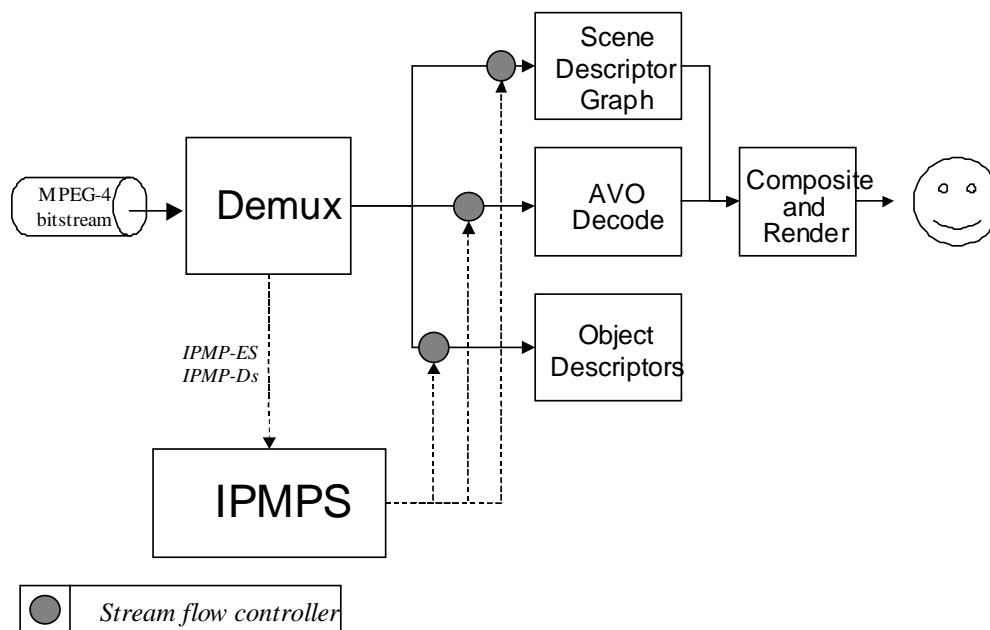 Scene
Descriptor
Graph
MPEG-4
bitstream
Demux
AVO
Decode
Composite
and
Render
IPMP-ES
IPMP-Ds
Object
Descriptors
IPMPS
Stream flow controller